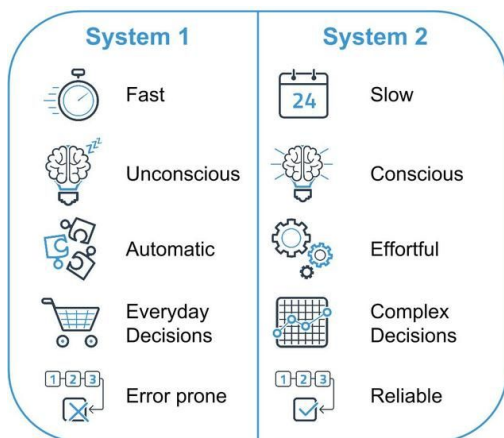 System 1
Fast
zzz
Unconscious
Automatic
Everyday
Decisions
1 2 3
Error prone
System 2
24
Slow
Conscious
Effortful
Complex
Decisions
1 2 3
Reliable